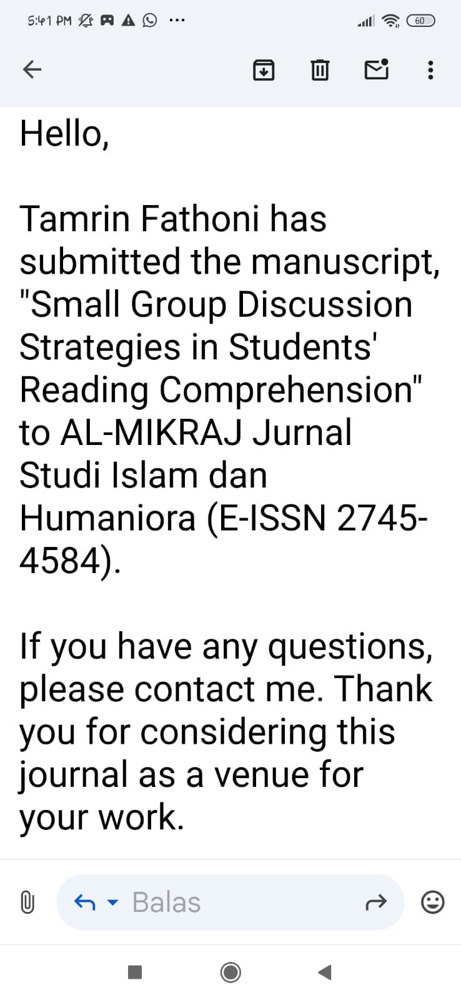 5:41 PM
60
Hello,
Tamrin Fathoni has
submitted the manuscript,
"Small Group Discussion
Strategies in Students'
Reading Comprehension"
to AL-MIKRAJ Jurnal
Studi Islam dan
Humaniora (E-ISSN 2745-
4584).
If you have any questions,
please contact me. Thank
you for considering this
journal as a venue for
your work.
Balas